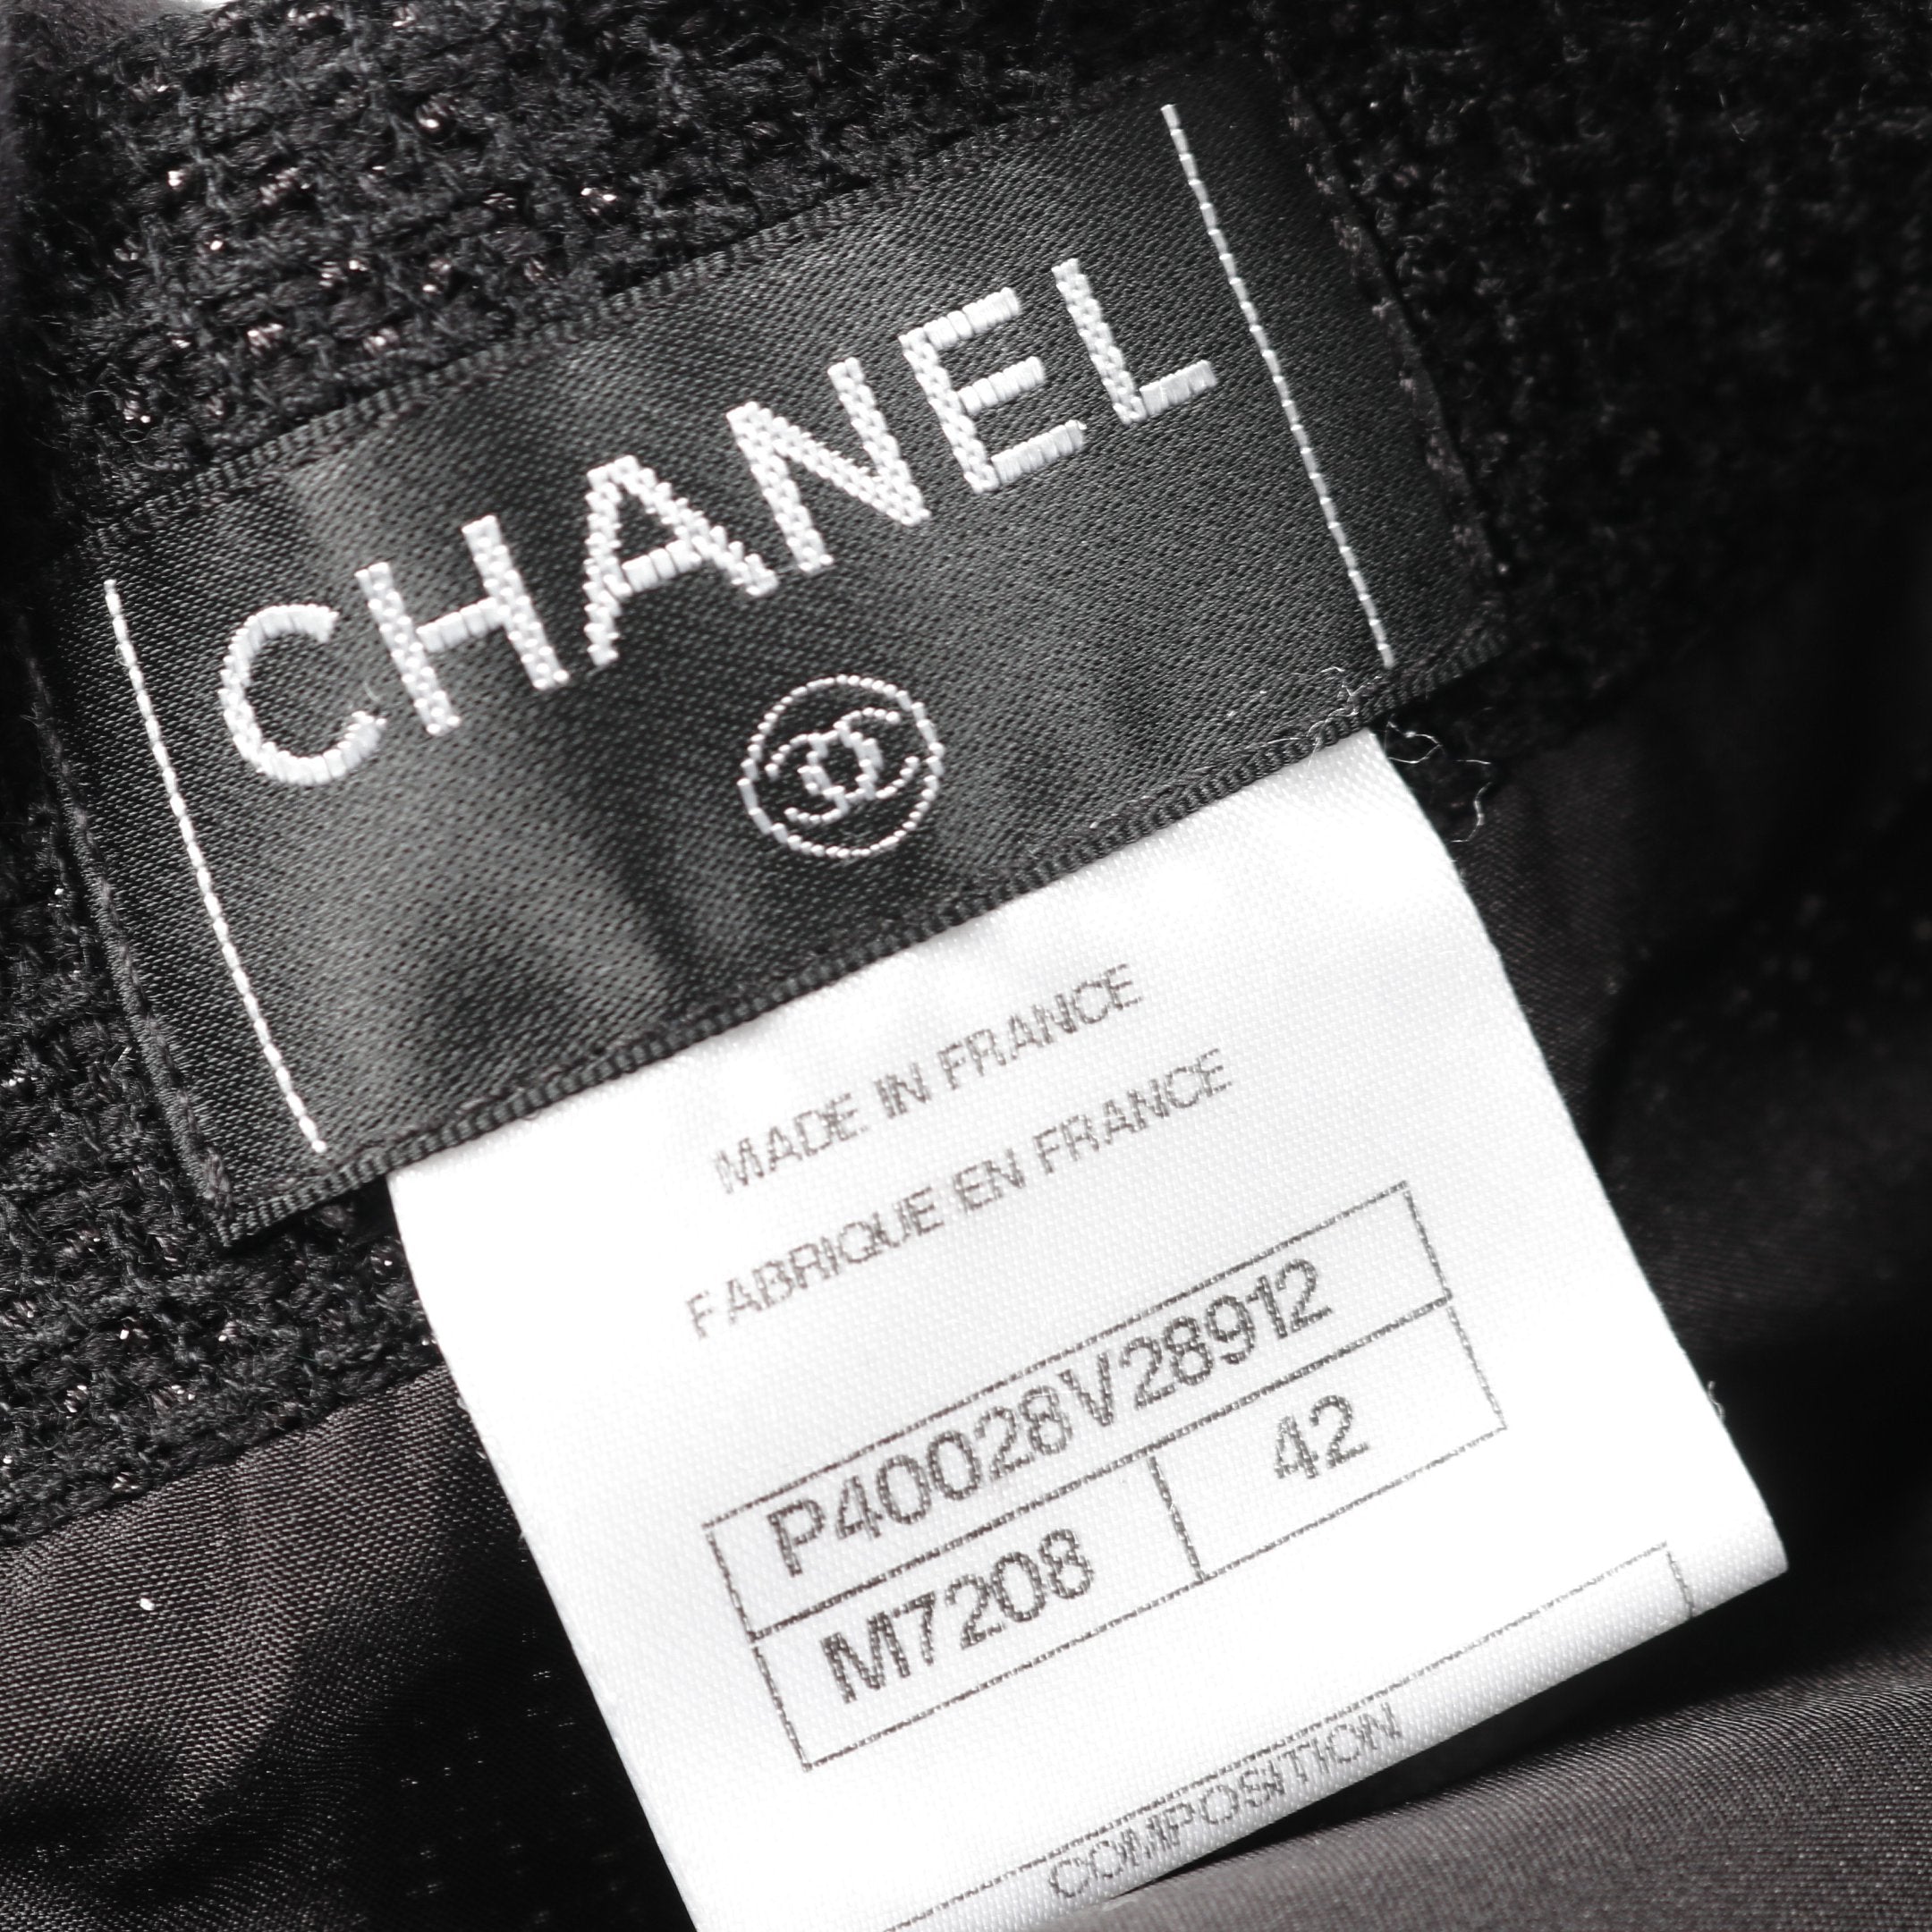 CHANEL
MADE IN FRANCE
FABRIQUE EN FRANCE
P40028V28912
M7208 42
COMPOSITION